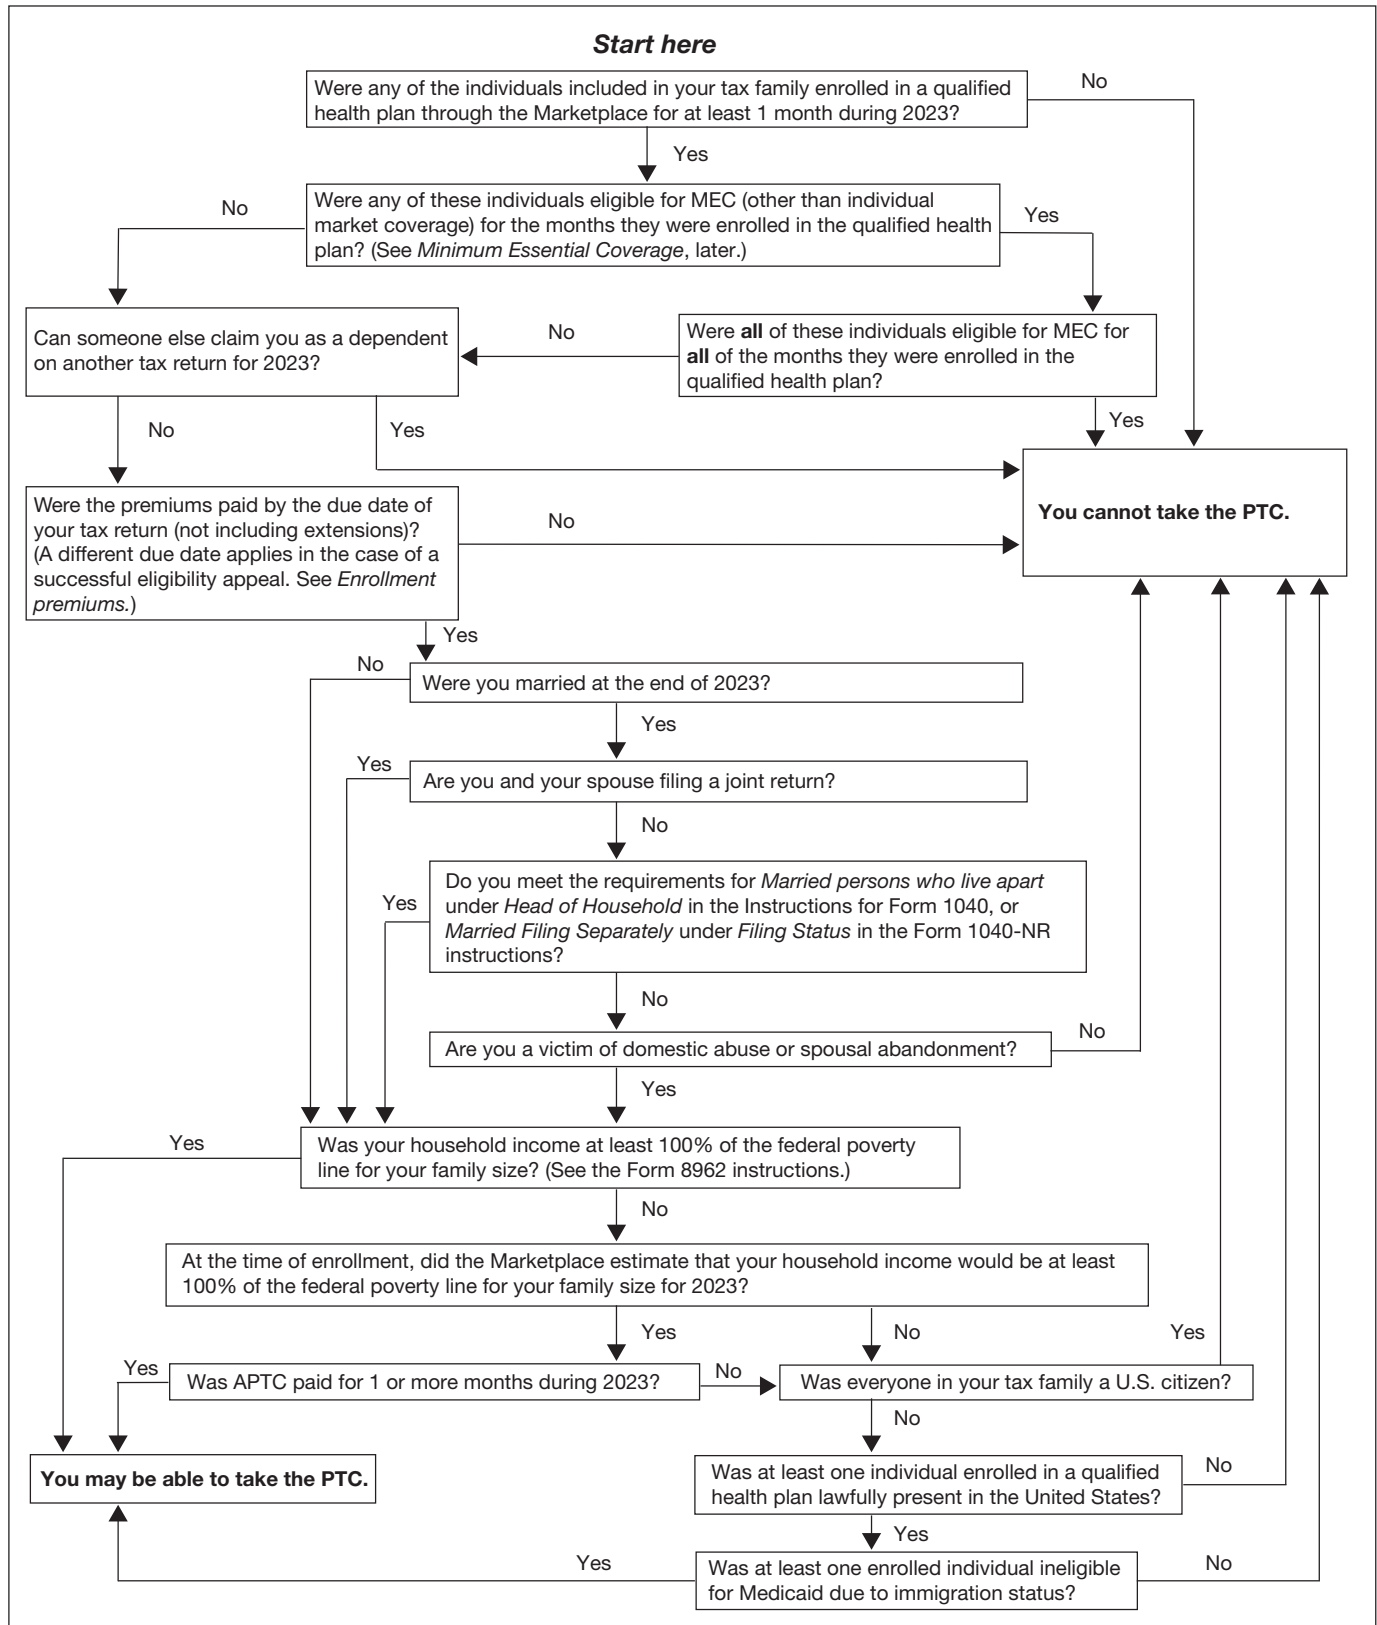 Start here
Were any of the individuals included in your tax family enrolled in a qualified
health plan through the Marketplace for at least 1 month during 2023?
No
Yes
Were any of these individuals eligible for MEC (other than individual
market coverage) for the months they were enrolled in the qualified health
plan? (See Minimum Essential Coverage, later.)
No
Yes
Can someone else claim you as a dependent
on another tax return for 2023?
No
Were all of these individuals eligible for MEC for
all of the months they were enrolled in the
qualified health plan?
No
Yes
Yes
Were the premiums paid by the due date of
your tax return (not including extensions)?
(A different due date applies in the case of a
successful eligibility appeal. See Enrollment
premiums.)
No
You cannot take the PTC.
Yes
No
Were you married at the end of 2023?
Yes
Yes
Are you and your spouse filing a joint return?
No
Yes
Do you meet the requirements for Married persons who live apart
under Head of Household in the Instructions for Form 1040, or
Married Filing Separately under Filing Status in the Form 1040-NR
instructions?
No
Are you a victim of domestic abuse or spousal abandonment?
No
Yes
Yes
Was your household income at least 100% of the federal poverty
line for your family size? (See the Form 8962 instructions.)
No
At the time of enrollment, did the Marketplace estimate that your household income would be at least
100% of the federal poverty line for your family size for 2023?
Yes
No
Yes
Yes
Was APTC paid for 1 or more months during 2023?
No
Was everyone in your tax family a U.S. citizen?
No
You may be able to take the PTC.
Was at least one individual enrolled in a qualified
health plan lawfully present in the United States?
No
Yes
Yes
Was at least one enrolled individual ineligible
for Medicaid due to immigration status?
No